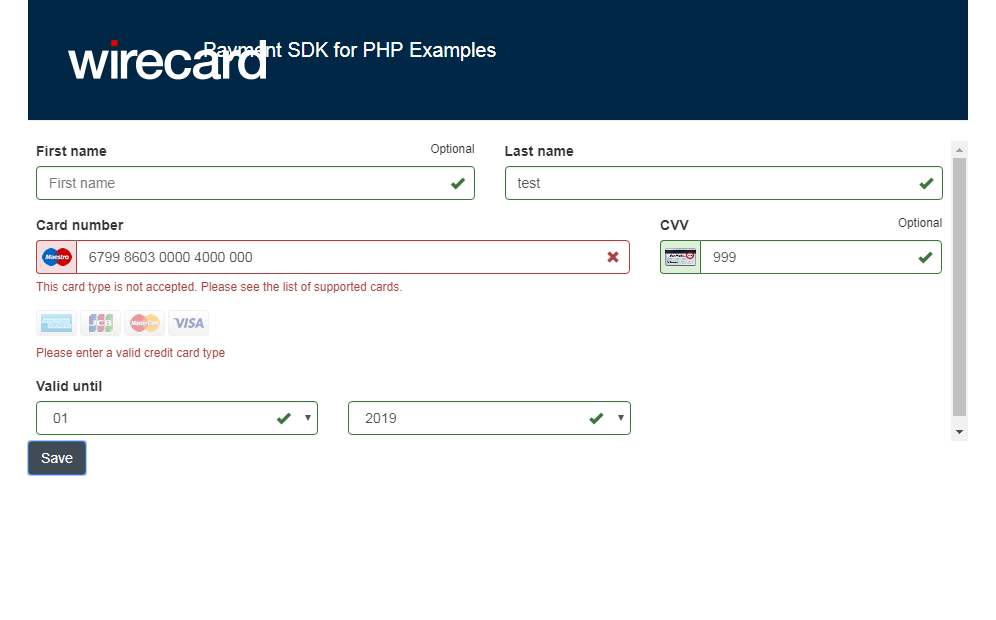 wirecard
Payment SDK for PHP Examples
First name Optional
Last name
First name
test
Card number
CVV Optional
Maestro 6799 8603 0000 4000 000
999
This card type is not accepted. Please see the list of supported cards.
JCB MasterCard VISA
Please enter a valid credit card type
Valid until
01 2019
Save